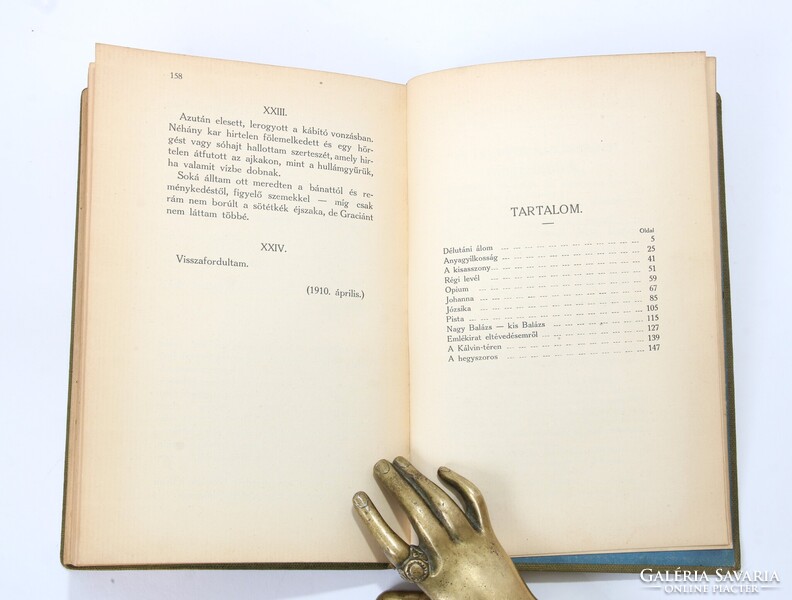 158
XXIII.
Azután elesett, lerogyott a kábító vonzásban.
Néhány kar hirtelen fölemelkedett és egy hör-
gést vagy sóhajt hallottam szerteszét, amely hir-
telen átfutott az ajkakon, mint a hullámgyűrűk,
ha valamit vízbe dobnak.
Soká álltam ott meredten a bánattól és re-
ménykedéstől, figyelő szemekkel — míg csak
rám nem borúlt a sötétkék éjszaka, de Graciánt
nem láttam többé.
XXIV.
Visszafordultam.
(1910. április.)
TARTALOM.
Oldal
Délutáni álom ... 5
Anyagyilkosság ... 25
A kisasszony... 41
Régi levél ... 51
Opium ... 59
Johanna ... 67
Józsika ... 85
Pista ... 105
Nagy Balázs — kis Balázs ... 115
Emlékirat eltévedésemről ... 127
A Kálvin-téren ... 139
A hegyszoros ... 147
GALÉRIA SAVARIA
ONLINE PIACTÉR